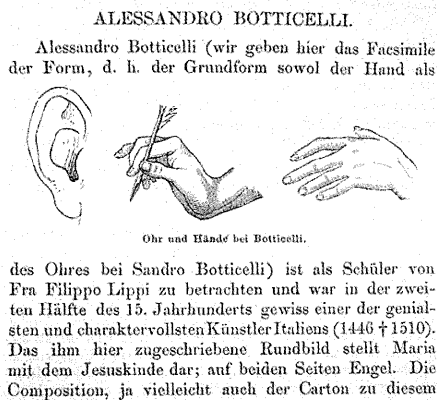 ALESSANDRO BOTTICELLI.
Alessandro Botticelli (wir geben hier das Facsimile
der Form, d. h. der Grundform sowol der Hand als
Ohr und Hände bei Botticelli.
des Ohres bei Sandro Botticelli) ist als Schüler von
Fra Filippo Lippi zu betrachten und war in der zwei-
ten Hälfte des 15. Jahrhunderts gewiss einer der genial-
sten und charaktervollsten Künstler Italiens (1446 † 1510).
Das ihm hier zugeschriebene Rundbild stellt Maria
mit dem Jesuskinde dar; auf beiden Seiten Engel. Die
Composition, ja vielleicht auch der Carton zu diesem